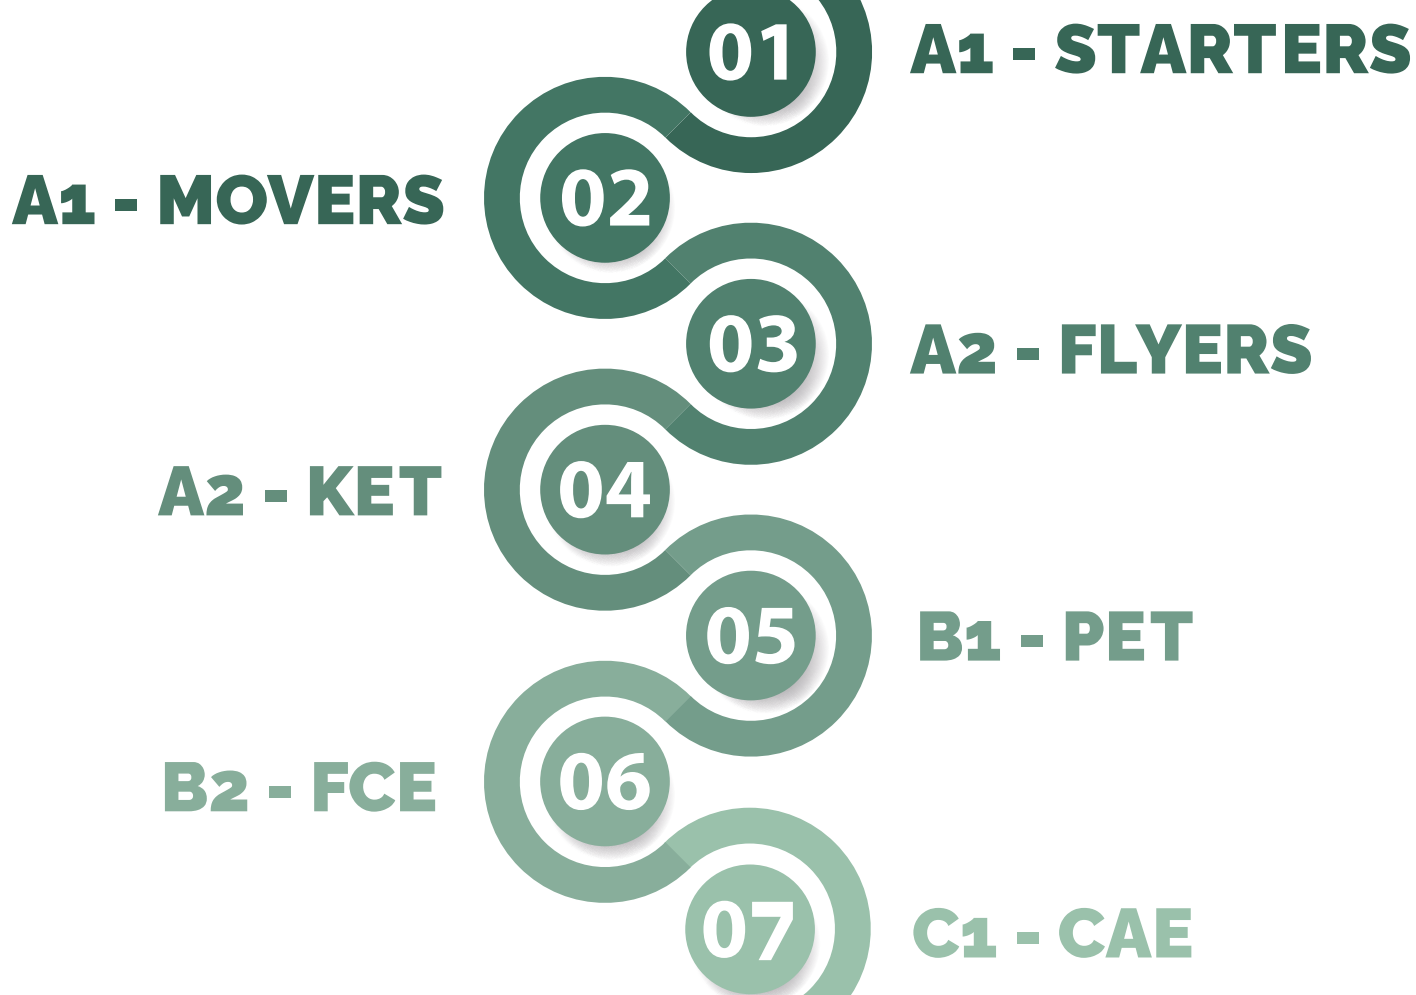 01
A1 - STARTERS
02
A1 - MOVERS
03
A2 - FLYERS
04
A2 - KET
05
B1 - PET
06
B2 - FCE
07
C1 - CAE